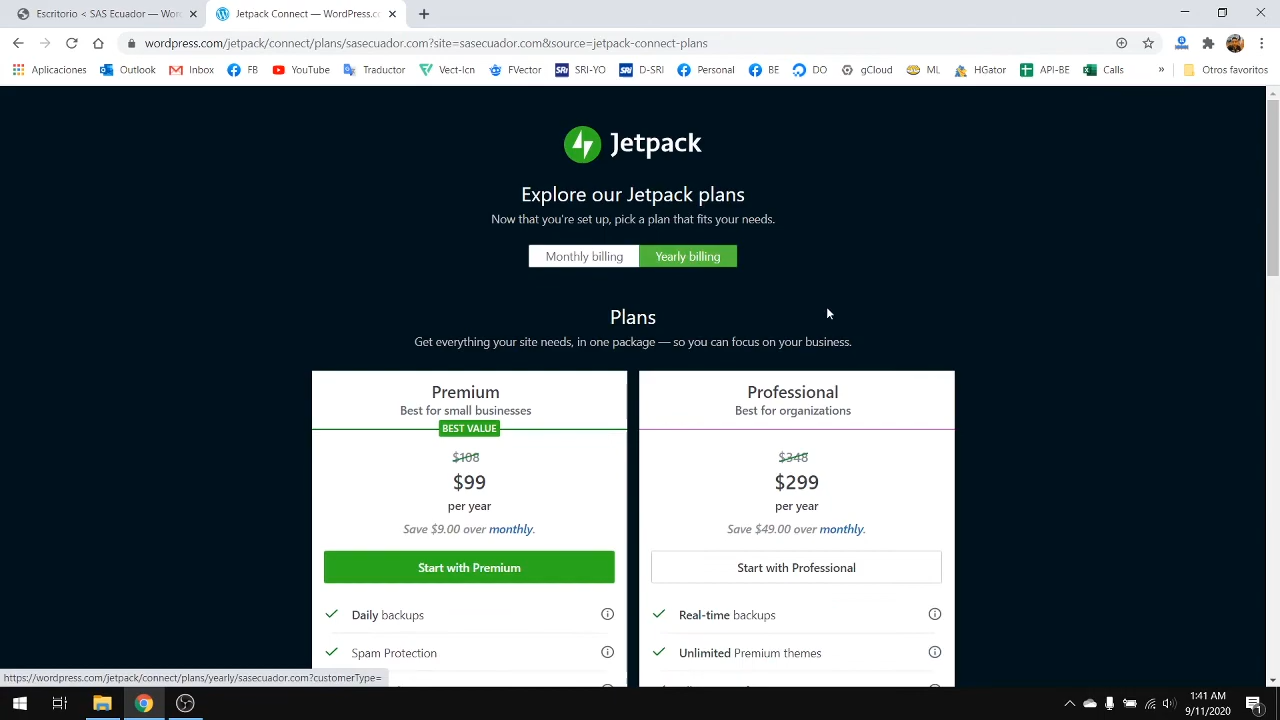 Escritorio < SAS Ecuador — Wor
Jetpack Connect — WordPress.c
wordpress.com/jetpack/connect/plans/sasecuador.com?site=sasecuador.com&source=jetpack-connect-plans
Aplicaciones Outlook Inbox FB YouTube Traductor Vect-Icn FVector SRI-YO D-SRI Personal BE DO gCloud ML HGator API-BE Calls » Otros favoritos
Jetpack
Explore our Jetpack plans
Now that you're set up, pick a plan that fits your needs.
Monthly billing Yearly billing
Plans
Get everything your site needs, in one package — so you can focus on your business.
Premium
Best for small businesses
BEST VALUE
$108
$99
per year
Save $9.00 over monthly.
Start with Premium
Daily backups
Spam Protection
Professional
Best for organizations
$348
$299
per year
Save $49.00 over monthly.
Start with Professional
Real-time backups
Unlimited Premium themes
https://wordpress.com/jetpack/connect/plans/yearly/sasecuador.com?customerType=
1:41 AM
9/11/2020